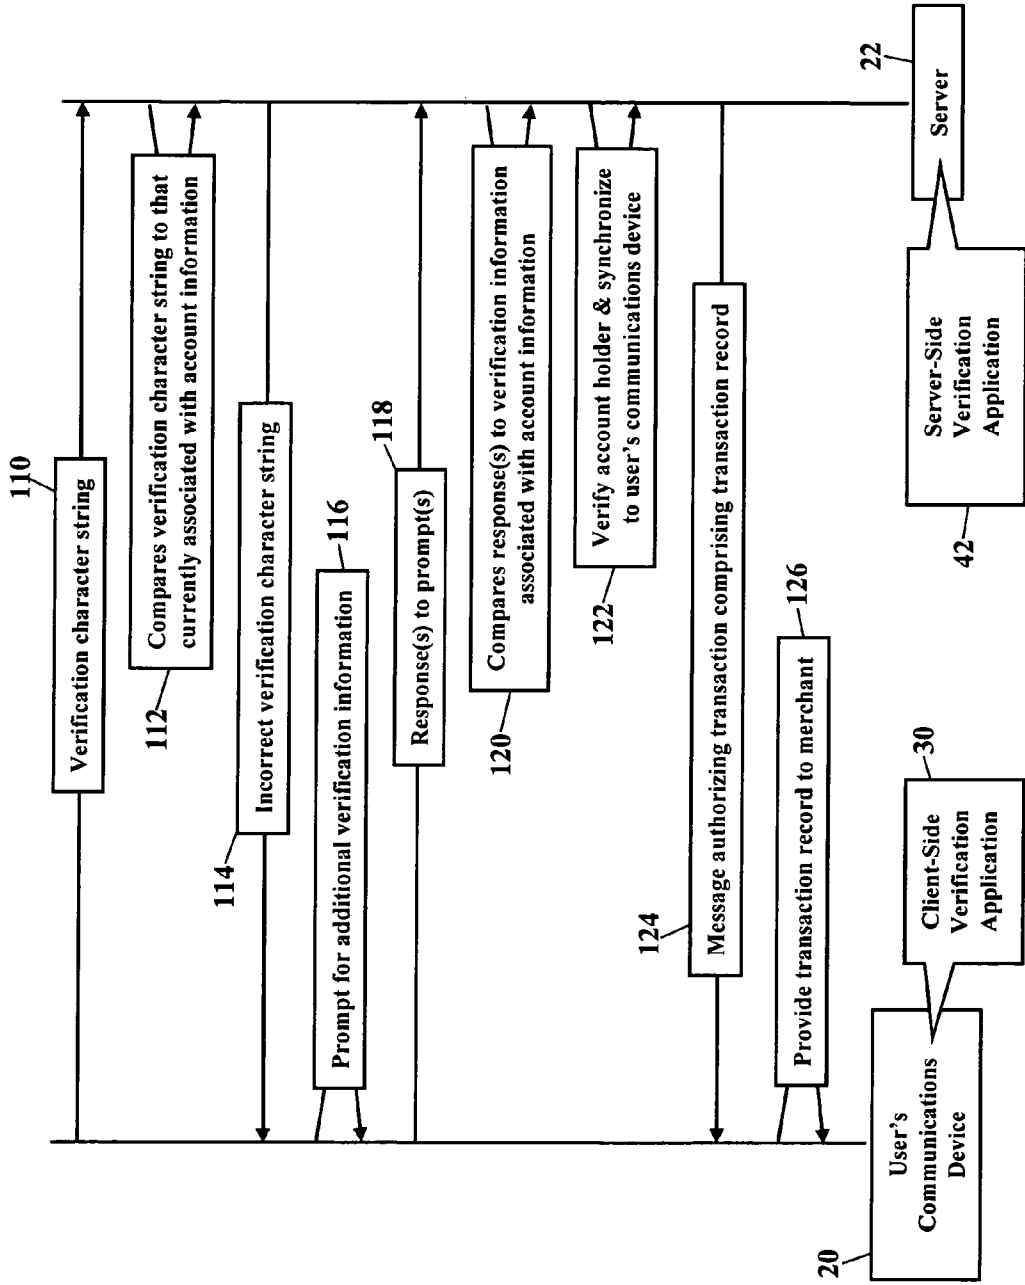 110
Verification character string
Compares verification character string to that
currently associated with account information
112
Incorrect verification character string
114
Prompt for additional verification information
116
118
Response(s) to prompt(s)
Compares response(s) to verification information
associated with account information
120
Verify account holder & synchronize
to user's communications device
122
Message authorizing transaction comprising transaction record
124
Provide transaction record to merchant
126
20
User's
Communications
Device
30
Client-Side
Verification
Application
42
Server-Side
Verification
Application
Server
22